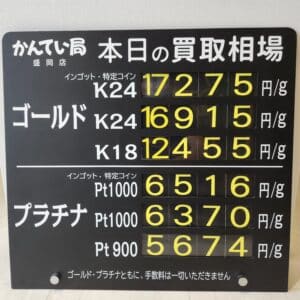 かんてい局
盛岡店
本日の買取相場
インゴット・特定コイン
K24 17275 円/g
ゴールド K24 16915 円/g
K18 12455 円/g
インゴット・特定コイン
Pt1000 6516 円/g
プラチナ Pt1000 6370 円/g
Pt900 5674 円/g
ゴールド・プラチナともに、手数料は一切いただきません